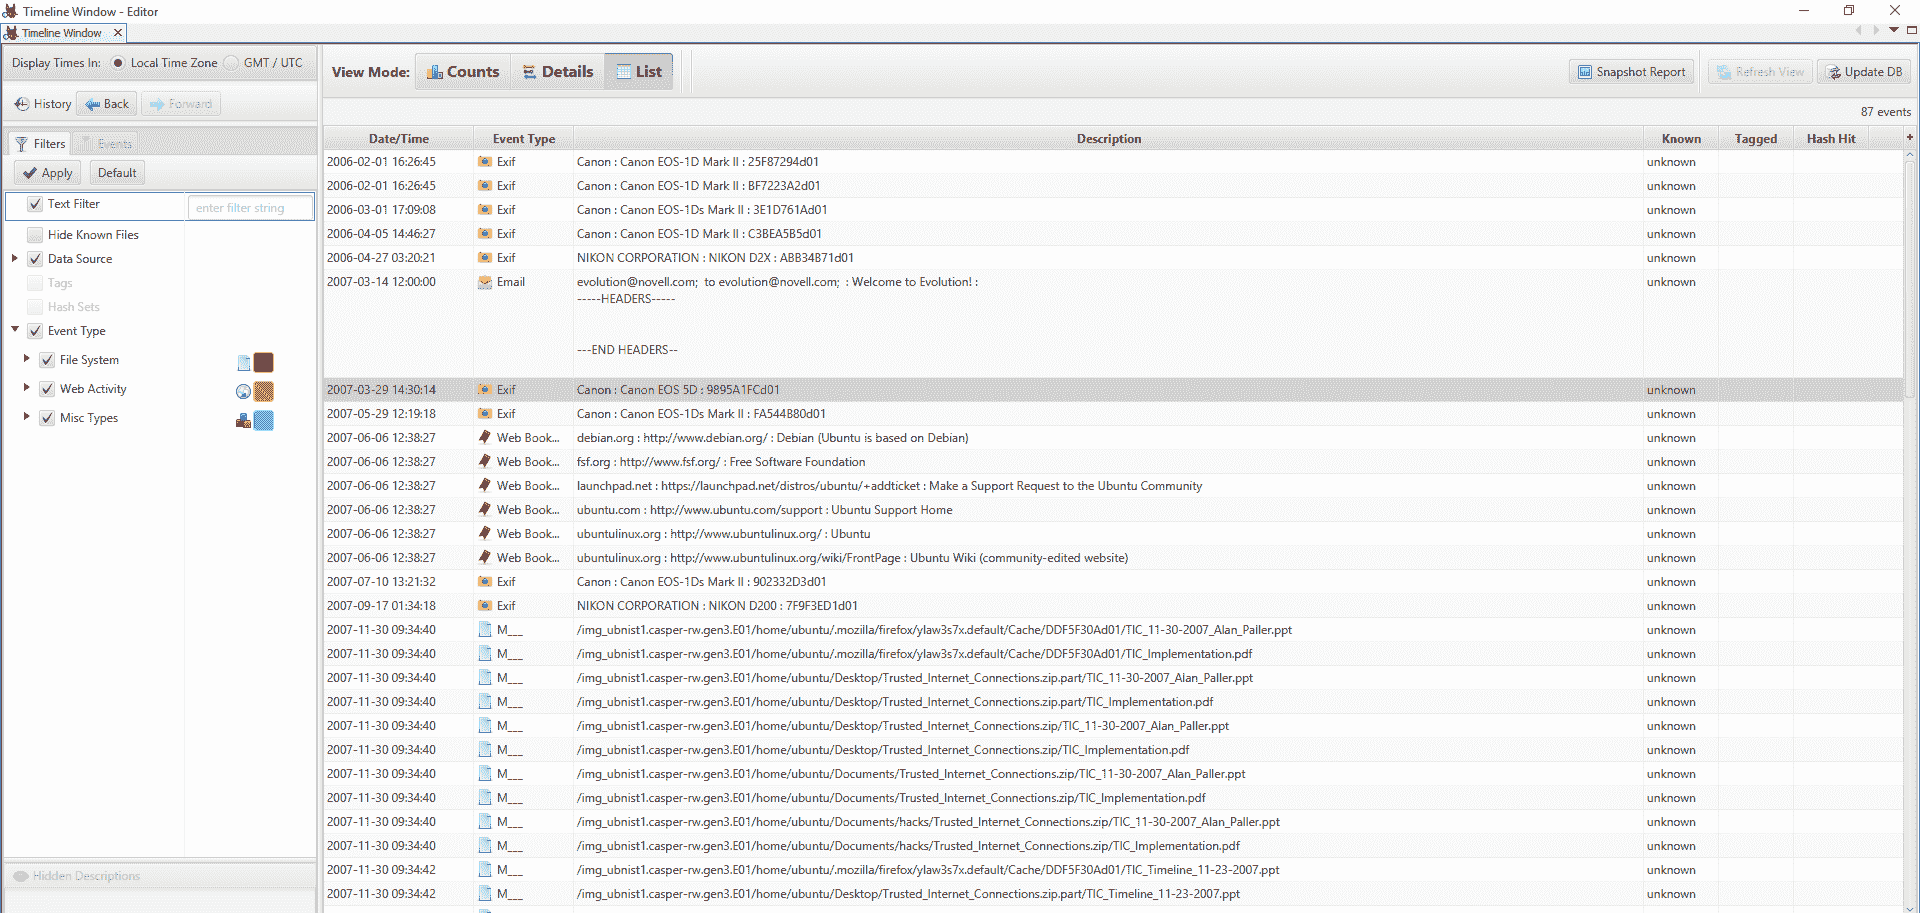 Timeline Window - Editor
Timeline Window
Display Times In: Local Time Zone GMT / UTC
View Mode: Counts Details List
Snapshot Report Refresh View Update DB
History Back Forward
87 events
Filters Events
Date/Time Event Type Description Known Tagged Hash Hit
Apply Default
Text Filter enter filter string
Hide Known Files
Data Source
Tags
Hash Sets
Event Type
File System
Web Activity
Misc Types
Hidden Descriptions
2006-02-01 16:26:45 Exif Canon : Canon EOS-1D Mark II : 25F87294d01 unknown
2006-02-01 16:26:45 Exif Canon : Canon EOS-1D Mark II : BF7223A2d01 unknown
2006-03-01 17:09:08 Exif Canon : Canon EOS-1Ds Mark II : 3E1D761Ad01 unknown
2006-04-05 14:46:27 Exif Canon : Canon EOS-1D Mark II : C3BEA5B5d01 unknown
2006-04-27 03:20:21 Exif NIKON CORPORATION : NIKON D2X : ABB34B71d01 unknown
2007-03-14 12:00:00 Email evolution@novell.com; to evolution@novell.com; : Welcome to Evolution! : unknown
-----HEADERS-----
---END HEADERS--
2007-03-29 14:30:14 Exif Canon : Canon EOS 5D : 9895A1FCd01 unknown
2007-05-29 12:19:18 Exif Canon : Canon EOS-1Ds Mark II : FA544B80d01 unknown
2007-06-06 12:38:27 Web Book... debian.org : http://www.debian.org/ : Debian (Ubuntu is based on Debian) unknown
2007-06-06 12:38:27 Web Book... fsf.org : http://www.fsf.org/ : Free Software Foundation unknown
2007-06-06 12:38:27 Web Book... launchpad.net : https://launchpad.net/distros/ubuntu/+addticket : Make a Support Request to the Ubuntu Community unknown
2007-06-06 12:38:27 Web Book... ubuntu.com : http://www.ubuntu.com/support : Ubuntu Support Home unknown
2007-06-06 12:38:27 Web Book... ubuntulinux.org : http://www.ubuntulinux.org/ : Ubuntu unknown
2007-06-06 12:38:27 Web Book... ubuntulinux.org : http://www.ubuntulinux.org/wiki/FrontPage : Ubuntu Wiki (community-edited website) unknown
2007-07-10 13:21:32 Exif Canon : Canon EOS-1Ds Mark II : 902332D3d01 unknown
2007-09-17 01:34:18 Exif NIKON CORPORATION : NIKON D200 : 7F9F3ED1d01 unknown
2007-11-30 09:34:40 M___ /img_ubnist1.casper-rw.gen3.E01/home/ubuntu/.mozilla/firefox/ylaw3s7x.default/Cache/DDF5F30Ad01/TIC_11-30-2007_Alan_Paller.ppt unknown
2007-11-30 09:34:40 M___ /img_ubnist1.casper-rw.gen3.E01/home/ubuntu/.mozilla/firefox/ylaw3s7x.default/Cache/DDF5F30Ad01/TIC_Implementation.pdf unknown
2007-11-30 09:34:40 M___ /img_ubnist1.casper-rw.gen3.E01/home/ubuntu/Desktop/Trusted_Internet_Connections.zip.part/TIC_11-30-2007_Alan_Paller.ppt unknown
2007-11-30 09:34:40 M___ /img_ubnist1.casper-rw.gen3.E01/home/ubuntu/Desktop/Trusted_Internet_Connections.zip.part/TIC_Implementation.pdf unknown
2007-11-30 09:34:40 M___ /img_ubnist1.casper-rw.gen3.E01/home/ubuntu/Desktop/Trusted_Internet_Connections.zip/TIC_11-30-2007_Alan_Paller.ppt unknown
2007-11-30 09:34:40 M___ /img_ubnist1.casper-rw.gen3.E01/home/ubuntu/Desktop/Trusted_Internet_Connections.zip/TIC_Implementation.pdf unknown
2007-11-30 09:34:40 M___ /img_ubnist1.casper-rw.gen3.E01/home/ubuntu/Documents/Trusted_Internet_Connections.zip/TIC_11-30-2007_Alan_Paller.ppt unknown
2007-11-30 09:34:40 M___ /img_ubnist1.casper-rw.gen3.E01/home/ubuntu/Documents/Trusted_Internet_Connections.zip/TIC_Implementation.pdf unknown
2007-11-30 09:34:40 M___ /img_ubnist1.casper-rw.gen3.E01/home/ubuntu/Documents/hacks/Trusted_Internet_Connections.zip/TIC_11-30-2007_Alan_Paller.ppt unknown
2007-11-30 09:34:40 M___ /img_ubnist1.casper-rw.gen3.E01/home/ubuntu/Documents/hacks/Trusted_Internet_Connections.zip/TIC_Implementation.pdf unknown
2007-11-30 09:34:42 M___ /img_ubnist1.casper-rw.gen3.E01/home/ubuntu/.mozilla/firefox/ylaw3s7x.default/Cache/DDF5F30Ad01/TIC_Timeline_11-23-2007.ppt unknown
2007-11-30 09:34:42 M___ /img_ubnist1.casper-rw.gen3.E01/home/ubuntu/Desktop/Trusted_Internet_Connections.zip.part/TIC_Timeline_11-23-2007.ppt unknown